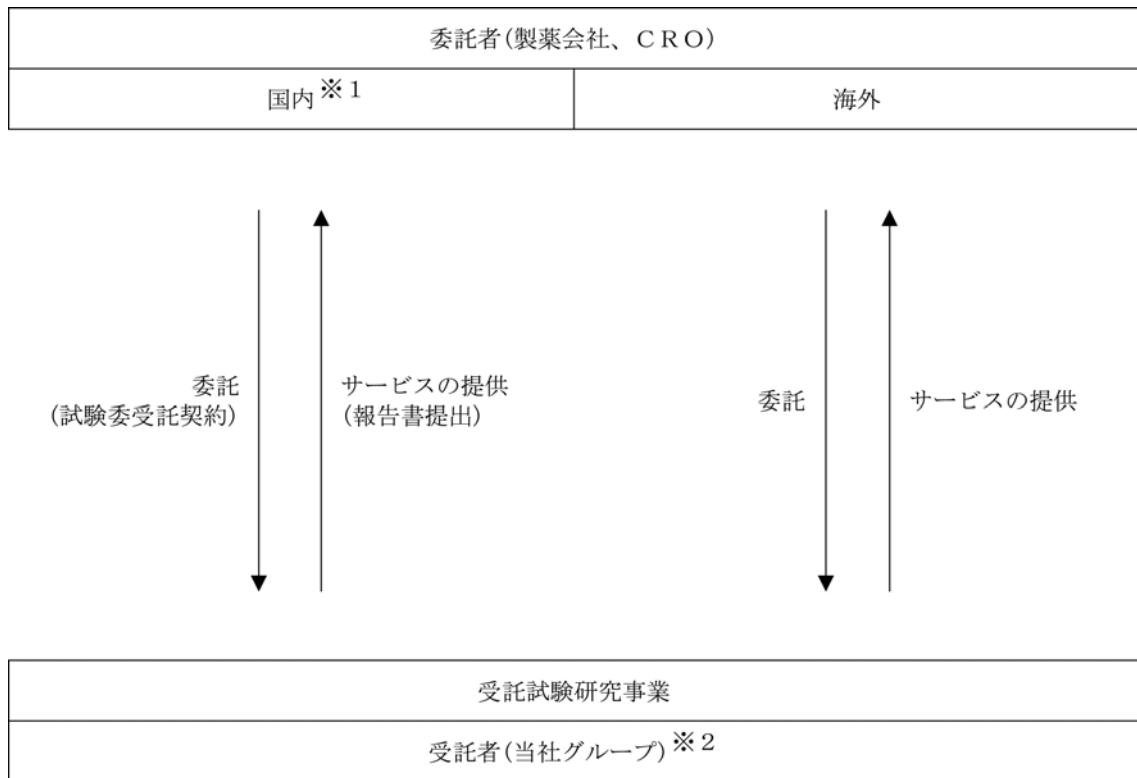 委託者(製薬会社、ＣＲＯ)
国内※１
海外
委託
(試験委受託契約)
サービスの提供
(報告書提出)
委託
サービスの提供
受託試験研究事業
受託者(当社グループ)※２